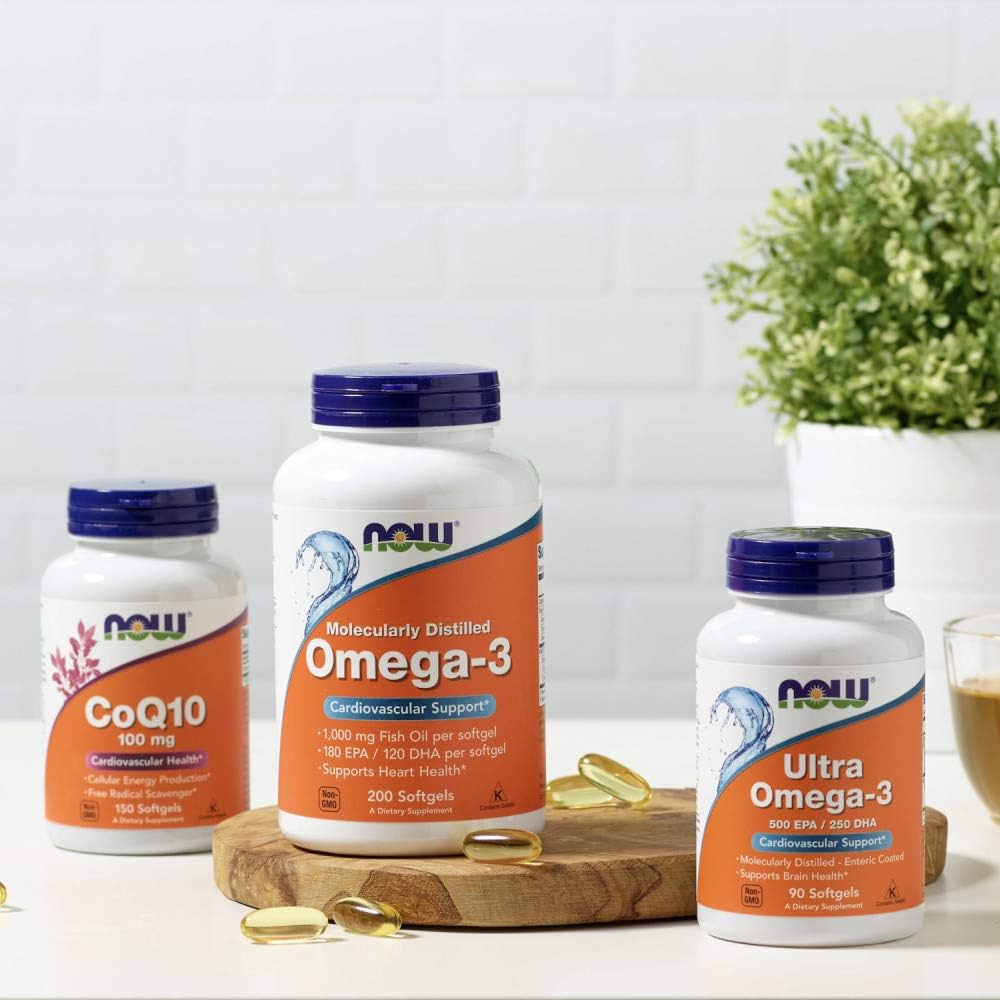 now®
CoQ10
100 mg
Cardiovascular Health*
•Cellular Energy Production*
•Free Radical Scavenger*
Non-
GMO
150 Softgels
A Dietary Supplement
K
Contains Gelatin
now®
Molecularly Distilled
Omega-3
Cardiovascular Support*
•1,000 mg Fish Oil per softgel
•180 EPA / 120 DHA per softgel
•Supports Heart Health*
Non-
GMO
200 Softgels
A Dietary Supplement
K
Contains Gelatin
now®
Ultra
Omega-3
500 EPA / 250 DHA
Cardiovascular Support*
•Molecularly Distilled - Enteric Coated
•Supports Brain Health*
Non-
GMO
90 Softgels
A Dietary Supplement
K
Contains Gelatin